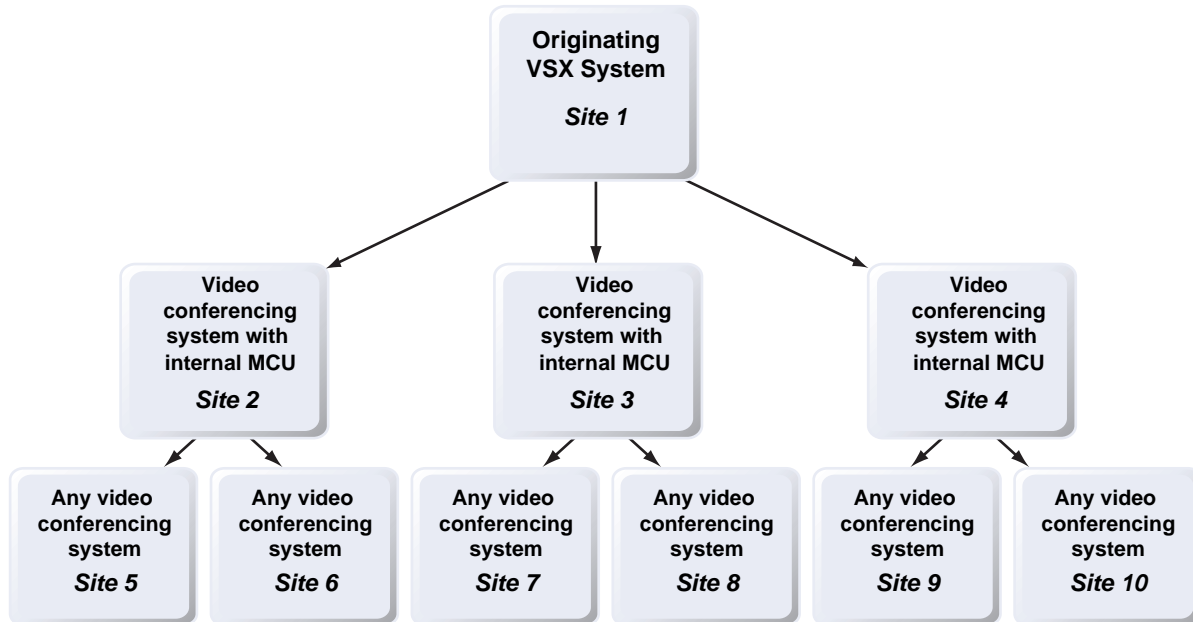 Originating
VSX System
Site 1
Video
conferencing
system with
internal MCU
Site 2
Video
conferencing
system with
internal MCU
Site 3
Video
conferencing
system with
internal MCU
Site 4
Any video
conferencing
system
Site 5
Any video
conferencing
system
Site 6
Any video
conferencing
system
Site 7
Any video
conferencing
system
Site 8
Any video
conferencing
system
Site 9
Any video
conferencing
system
Site 10